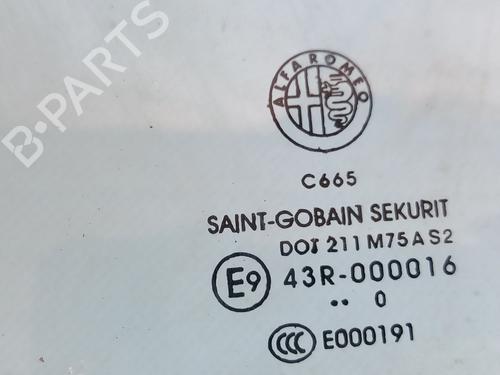 B-PARTS
ALFA ROMEO
C665
SAINT-GOBAIN SEKURIT
DOT 211 M75 A S2
E9 43R-000016
.. 0
CCC E000191